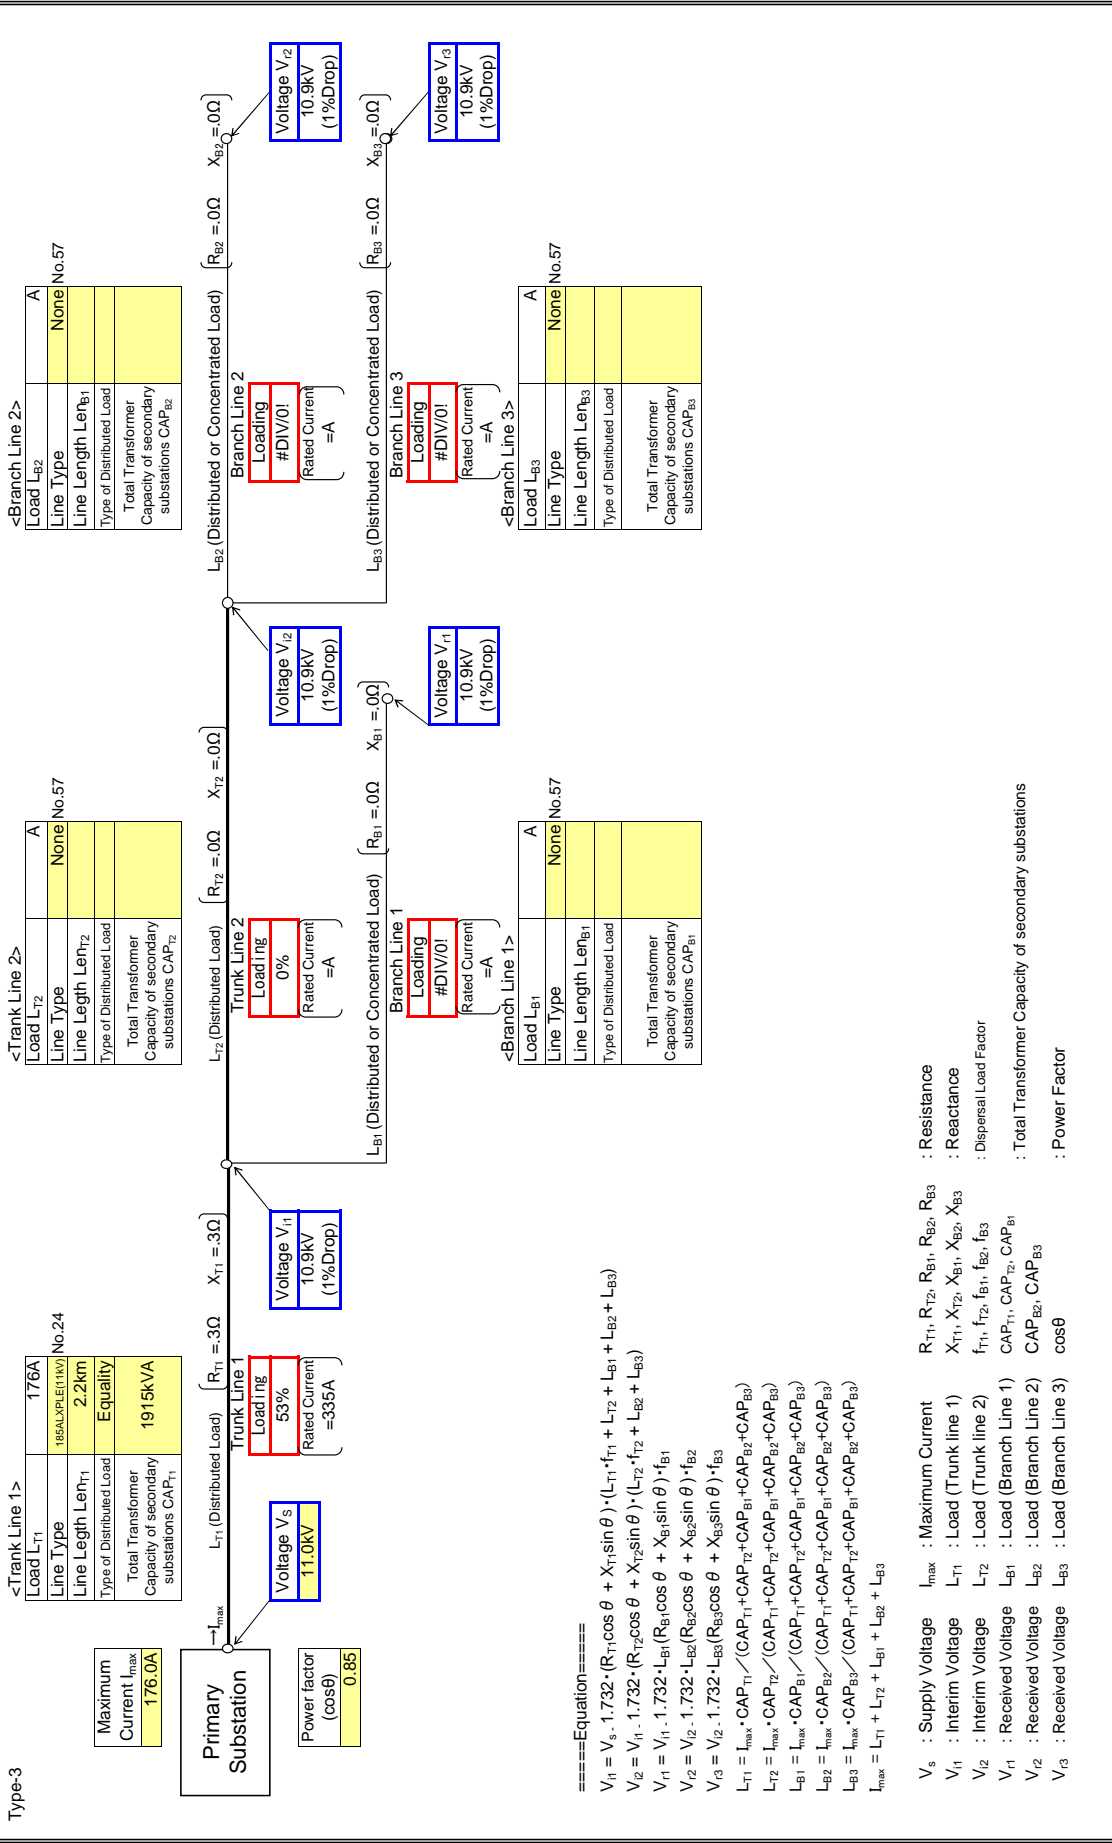 Type-3
Maximum
Current Imax
176.0A
Primary
Substation
Power factor
(cosθ)
0.85
→Imax
Voltage VS
11.0kV
<Trank Line 1>
Load LT1 176A
Line Type 185ALXPLE(11kV) No.24
Line Legth LenT1 2.2km
Type of Distributed Load Equality
Total Transformer
Capacity of secondary
substations CAPT1
1915kVA
LT1 (Distributed Load)
RT1 =.3Ω XT1 =.3Ω
Trunk Line 1
Loading
53%
Rated Current
=335A
Voltage Vi1
10.9kV
(1%Drop)
<Trank Line 2>
Load LT2 A
Line Type None No.57
Line Length LenT2
Type of Distributed Load
Total Transformer
Capacity of secondary
substations CAPT2
LT2 (Distributed Load)
RT2 =.0Ω XT2 =.0Ω
Trunk Line 2
Loading
0%
Rated Current
=A
Voltage Vi2
10.9kV
(1%Drop)
LB1 (Distributed or Concentrated Load)
RB1 =.0Ω XB1 =.0Ω
Branch Line 1
Loading
#DIV/0!
Rated Current
=A
Voltage Vr1
10.9kV
(1%Drop)
<Branch Line 1>
Load LB1 A
Line Type None No.57
Line Length LenB1
Type of Distributed Load
Total Transformer
Capacity of secondary
substations CAPB1
<Branch Line 2>
Load LB2 A
Line Type None No.57
Line Length LenB1
Type of Distributed Load
Total Transformer
Capacity of secondary
substations CAPB2
LB2 (Distributed or Concentrated Load)
RB2 =.0Ω XB2 =.0Ω
Branch Line 2
Loading
#DIV/0!
Rated Current
=A
Voltage Vr2
10.9kV
(1%Drop)
LB3 (Distributed or Concentrated Load)
RB3 =.0Ω XB3 =.0Ω
Branch Line 3
Loading
#DIV/0!
Rated Current
=A
Voltage Vr3
10.9kV
(1%Drop)
<Branch Line 3>
Load LB3 A
Line Type None No.57
Line Length LenB3
Type of Distributed Load
Total Transformer
Capacity of secondary
substations CAPB3
=====Equation=====
Vi1 = Vs - 1.732・(RT1cos θ + XT1sin θ)・(LT1・fT1 + LT2 + LB1 + LB2 + LB3)
Vi2 = Vi1 - 1.732・(RT2cos θ + XT2sin θ)・(LT2・fT2 + LB2 + LB3)
Vr1 = Vi1 - 1.732・LB1(RB1cos θ + XB1sin θ)・fB1
Vr2 = Vi2 - 1.732・LB2(RB2cos θ + XB2sin θ)・fB2
Vr3 = Vi2 - 1.732・LB3(RB3cos θ + XB3sin θ)・fB3
LT1 = Imax・CAPT1／(CAPT1+CAPT2+CAPB1+CAPB2+CAPB3)
LT2 = Imax・CAPT2／(CAPT1+CAPT2+CAPB1+CAPB2+CAPB3)
LB1 = Imax・CAPB1／(CAPT1+CAPT2+CAPB1+CAPB2+CAPB3)
LB2 = Imax・CAPB2／(CAPT1+CAPT2+CAPB1+CAPB2+CAPB3)
LB3 = Imax・CAPB3／(CAPT1+CAPT2+CAPB1+CAPB2+CAPB3)
Imax = LT1 + LT2 + LB1 + LB2 + LB3
Vs : Supply Voltage Imax : Maximum Current RT1, RT2, RB1, RB2, RB3 : Resistance
Vi1 : Interim Voltage LT1 : Load (Trunk line 1) XT1, XT2, XB1, XB2, XB3 : Reactance
Vi2 : Interim Voltage LT2 : Load (Trunk line 2) fT1, fT2, fB1, fB2, fB3 : Dispersal Load Factor
Vr1 : Received Voltage LB1 : Load (Branch Line 1) CAPT1, CAPT2, CAPB1 : Total Transformer Capacity of secondary substations
Vr2 : Received Voltage LB2 : Load (Branch Line 2) CAPB2, CAPB3
Vr3 : Received Voltage LB3 : Load (Branch Line 3) cosθ : Power Factor